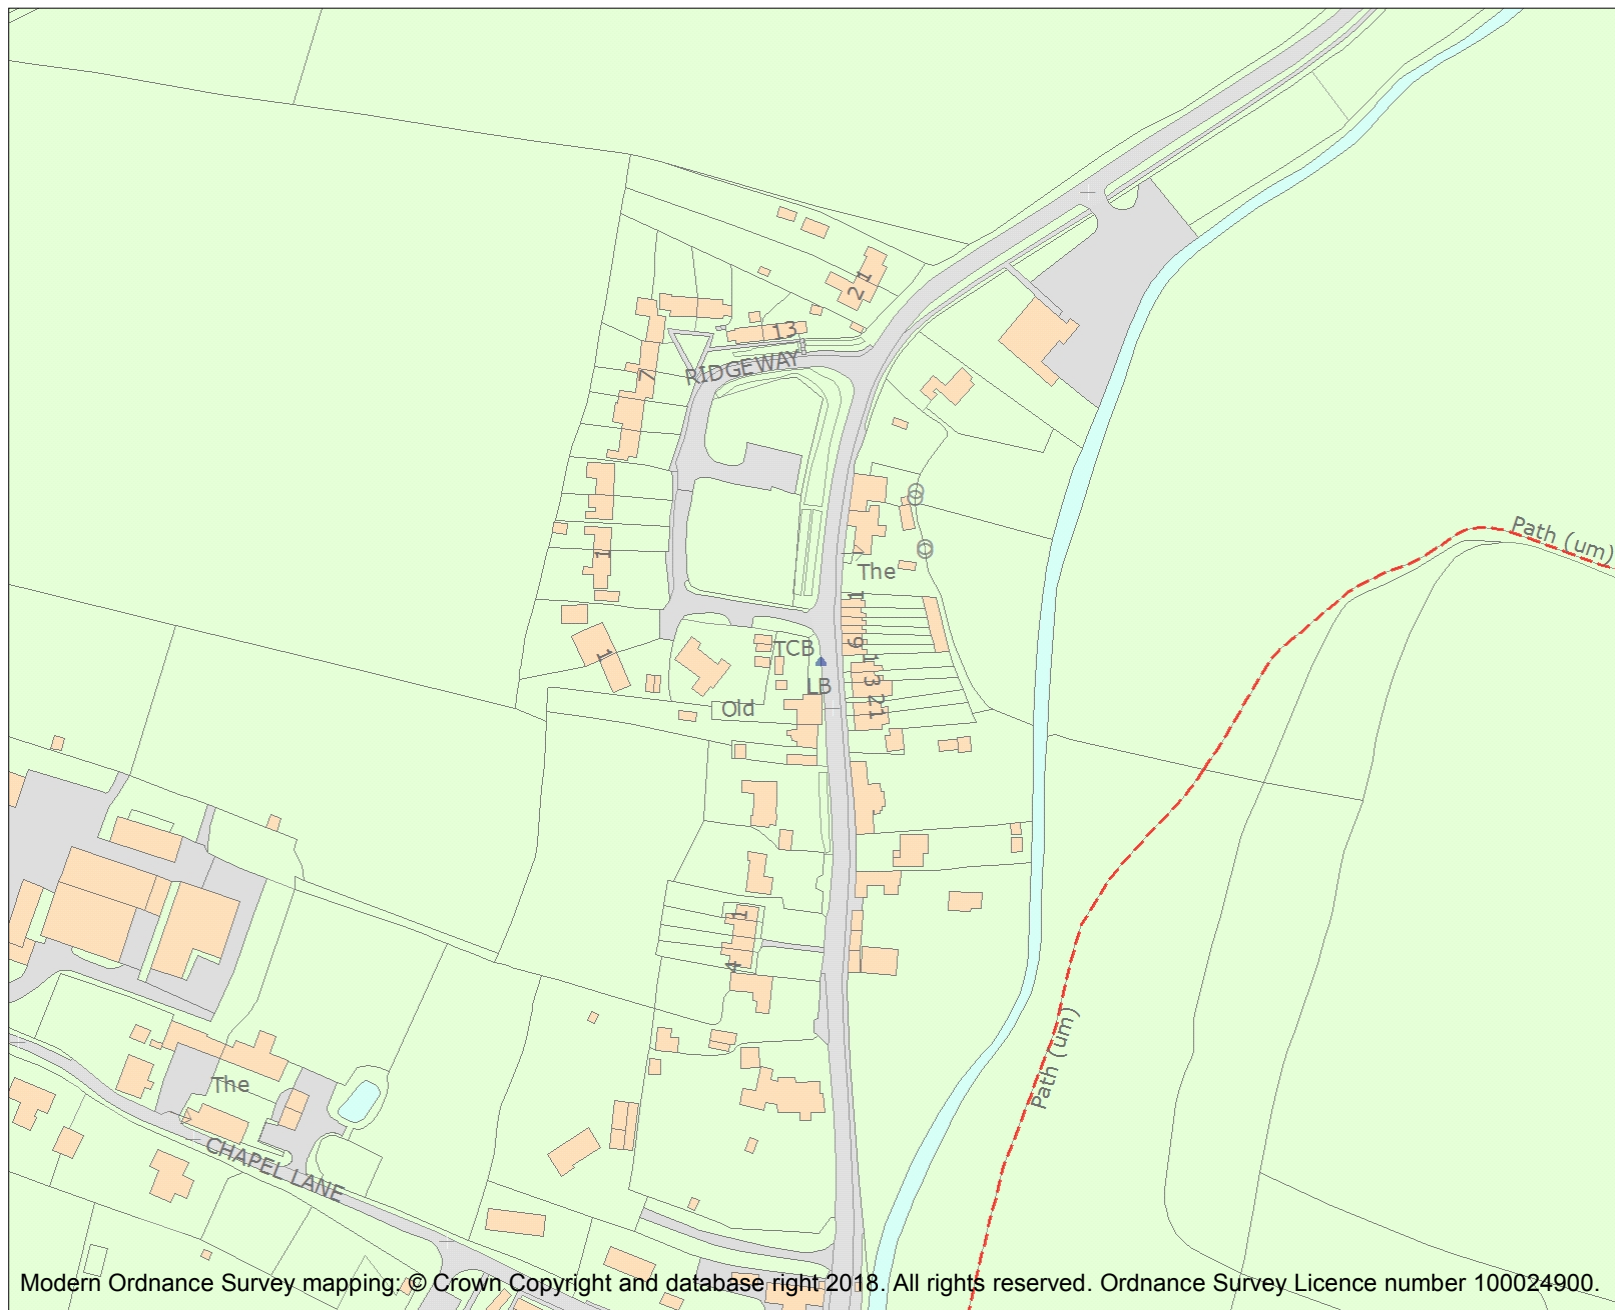 1
2
13
RIDGEWAY
7
Path (um)
1
The
1
TCB
9
1
13
LB
21
Old
1
4
Path (um)
The
CHAPEL LANE
Modern Ordnance Survey mapping: © Crown Copyright and database right 2018. All rights reserved. Ordnance Survey Licence number 100024900.